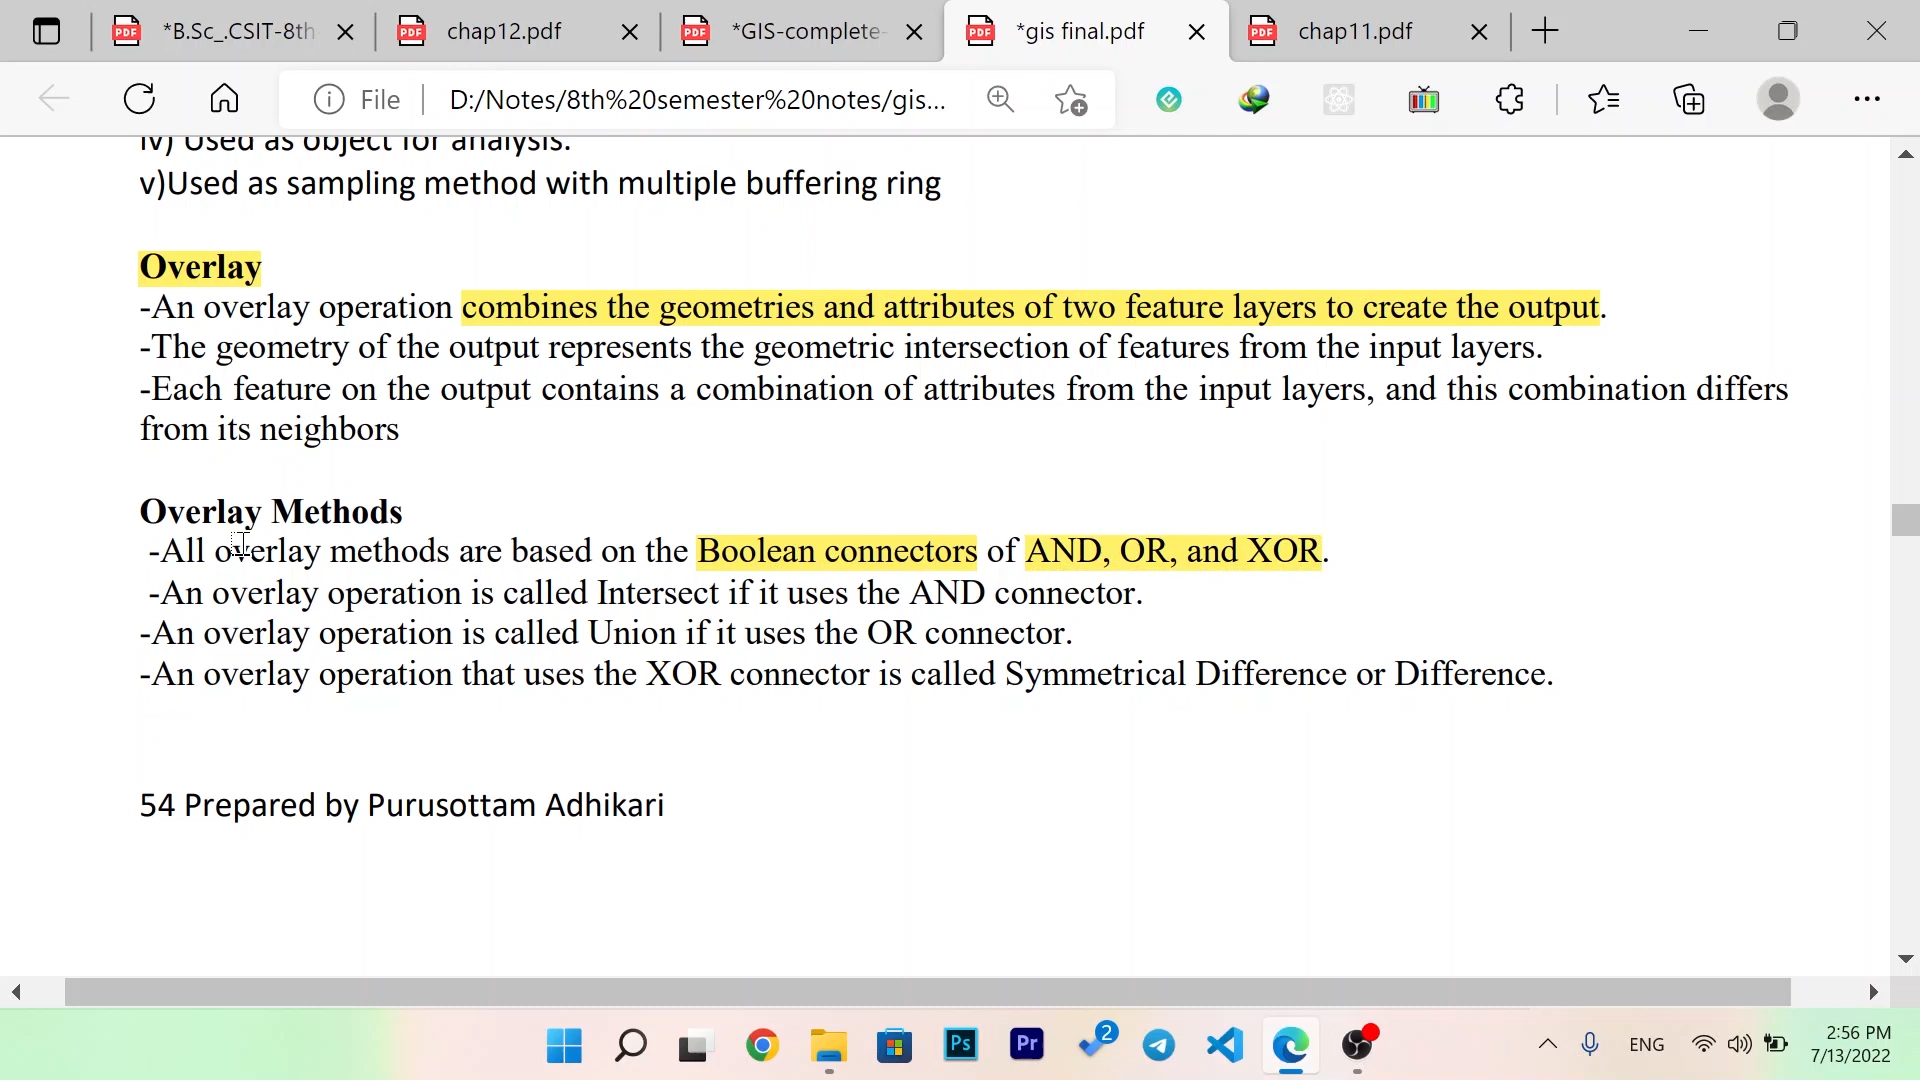 *B.Sc_.CSIT-8th
chap12.pdf
*GIS-complete-
*gis final.pdf
chap11.pdf
File
D:/Notes/8th%20semester%20notes/gis...
iv) Used as object for analysis.
v)Used as sampling method with multiple buffering ring
Overlay
-An overlay operation combines the geometries and attributes of two feature layers to create the output.
-The geometry of the output represents the geometric intersection of features from the input layers.
-Each feature on the output contains a combination of attributes from the input layers, and this combination differs
from its neighbors
Overlay Methods
-All overlay methods are based on the Boolean connectors of AND, OR, and XOR.
-An overlay operation is called Intersect if it uses the AND connector.
-An overlay operation is called Union if it uses the OR connector.
-An overlay operation that uses the XOR connector is called Symmetrical Difference or Difference.
54 Prepared by Purusottam Adhikari
Ps
Pr
2
ENG
2:56 PM
7/13/2022